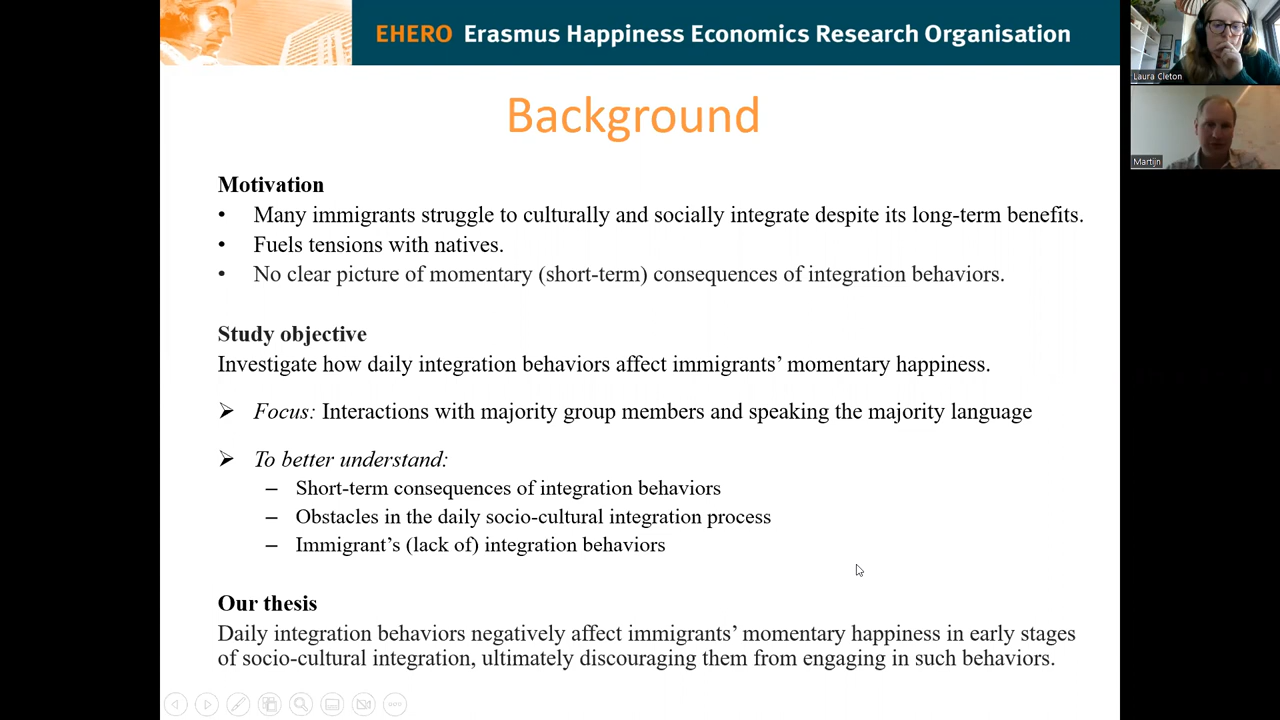 EHERO Erasmus Happiness Economics Research Organisation
Background
Motivation
• Many immigrants struggle to culturally and socially integrate despite its long-term benefits.
• Fuels tensions with natives.
• No clear picture of momentary (short-term) consequences of integration behaviors.
Study objective
Investigate how daily integration behaviors affect immigrants’ momentary happiness.
➢ Focus: Interactions with majority group members and speaking the majority language
➢ To better understand:
– Short-term consequences of integration behaviors
– Obstacles in the daily socio-cultural integration process
– Immigrant’s (lack of) integration behaviors
Our thesis
Daily integration behaviors negatively affect immigrants’ momentary happiness in early stages
of socio-cultural integration, ultimately discouraging them from engaging in such behaviors.
Laura Cleton
Martijn